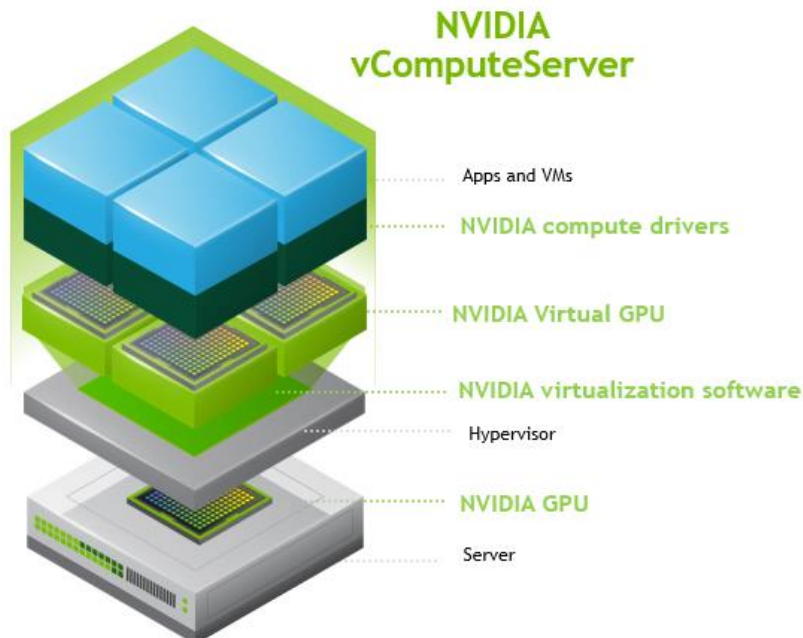 NVIDIA
vComputeServer
Apps and VMs
NVIDIA compute drivers
NVIDIA Virtual GPU
NVIDIA virtualization software
Hypervisor
NVIDIA GPU
Server